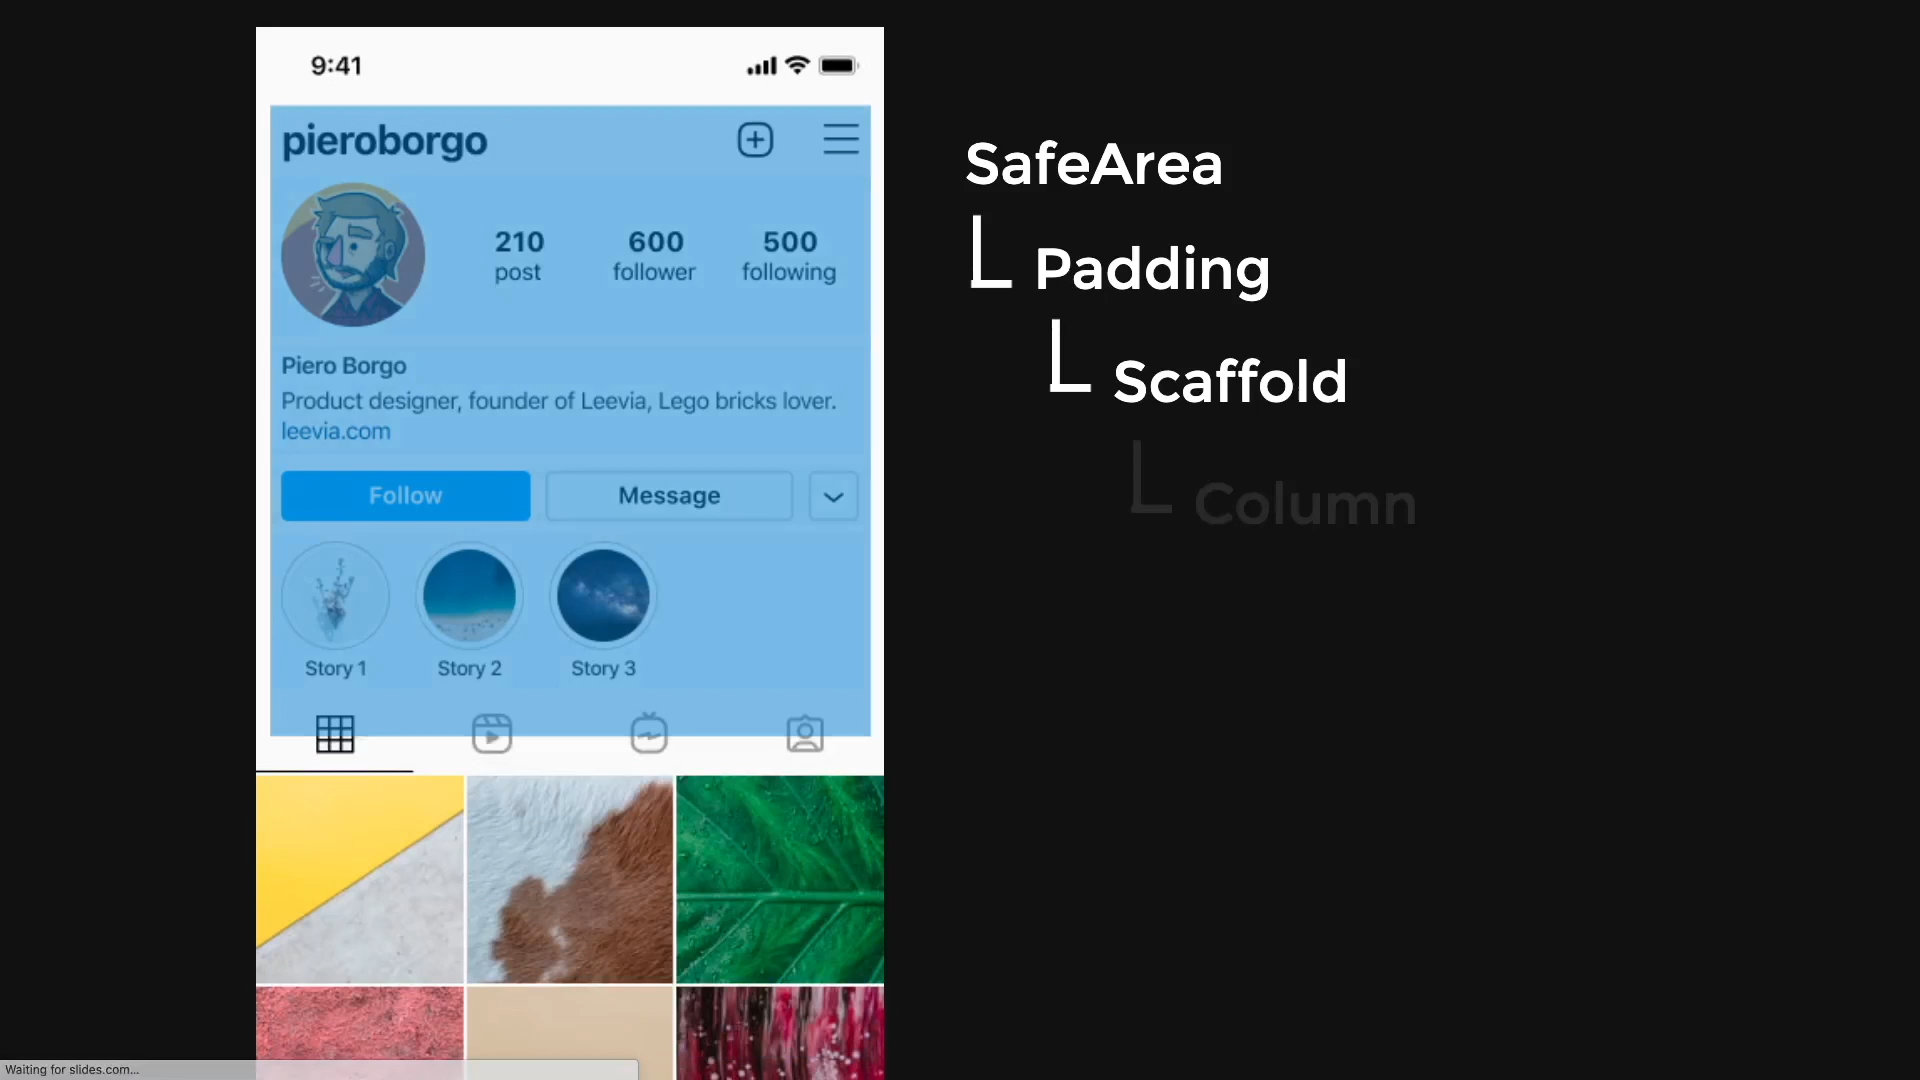 9:41
pieroborgo
210 600 500
post follower following
Piero Borgo
Product designer, founder of Leevia, Lego bricks lover.
leevia.com
Follow Message
Story 1 Story 2 Story 3
SafeArea
Padding
Scaffold
Column
Waiting for slides.com...